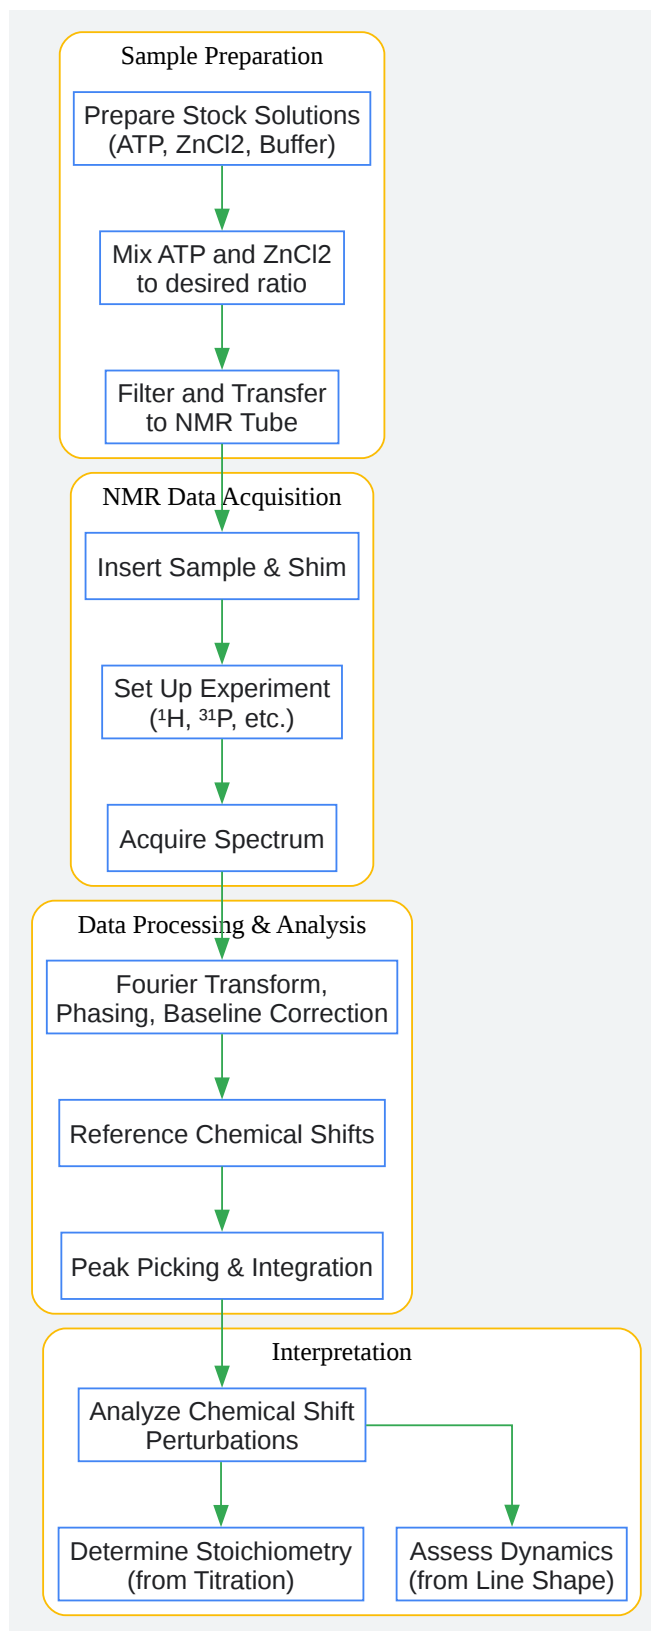 Sample Preparation
Prepare Stock Solutions
(ATP, ZnCl2, Buffer)
Mix ATP and ZnCl2
to desired ratio
Filter and Transfer
to NMR Tube
NMR Data Acquisition
Insert Sample & Shim
Set Up Experiment
(¹H, ³¹P, etc.)
Acquire Spectrum
Data Processing & Analysis
Fourier Transform,
Phasing, Baseline Correction
Reference Chemical Shifts
Peak Picking & Integration
Interpretation
Analyze Chemical Shift
Perturbations
Determine Stoichiometry
(from Titration)
Assess Dynamics
(from Line Shape)